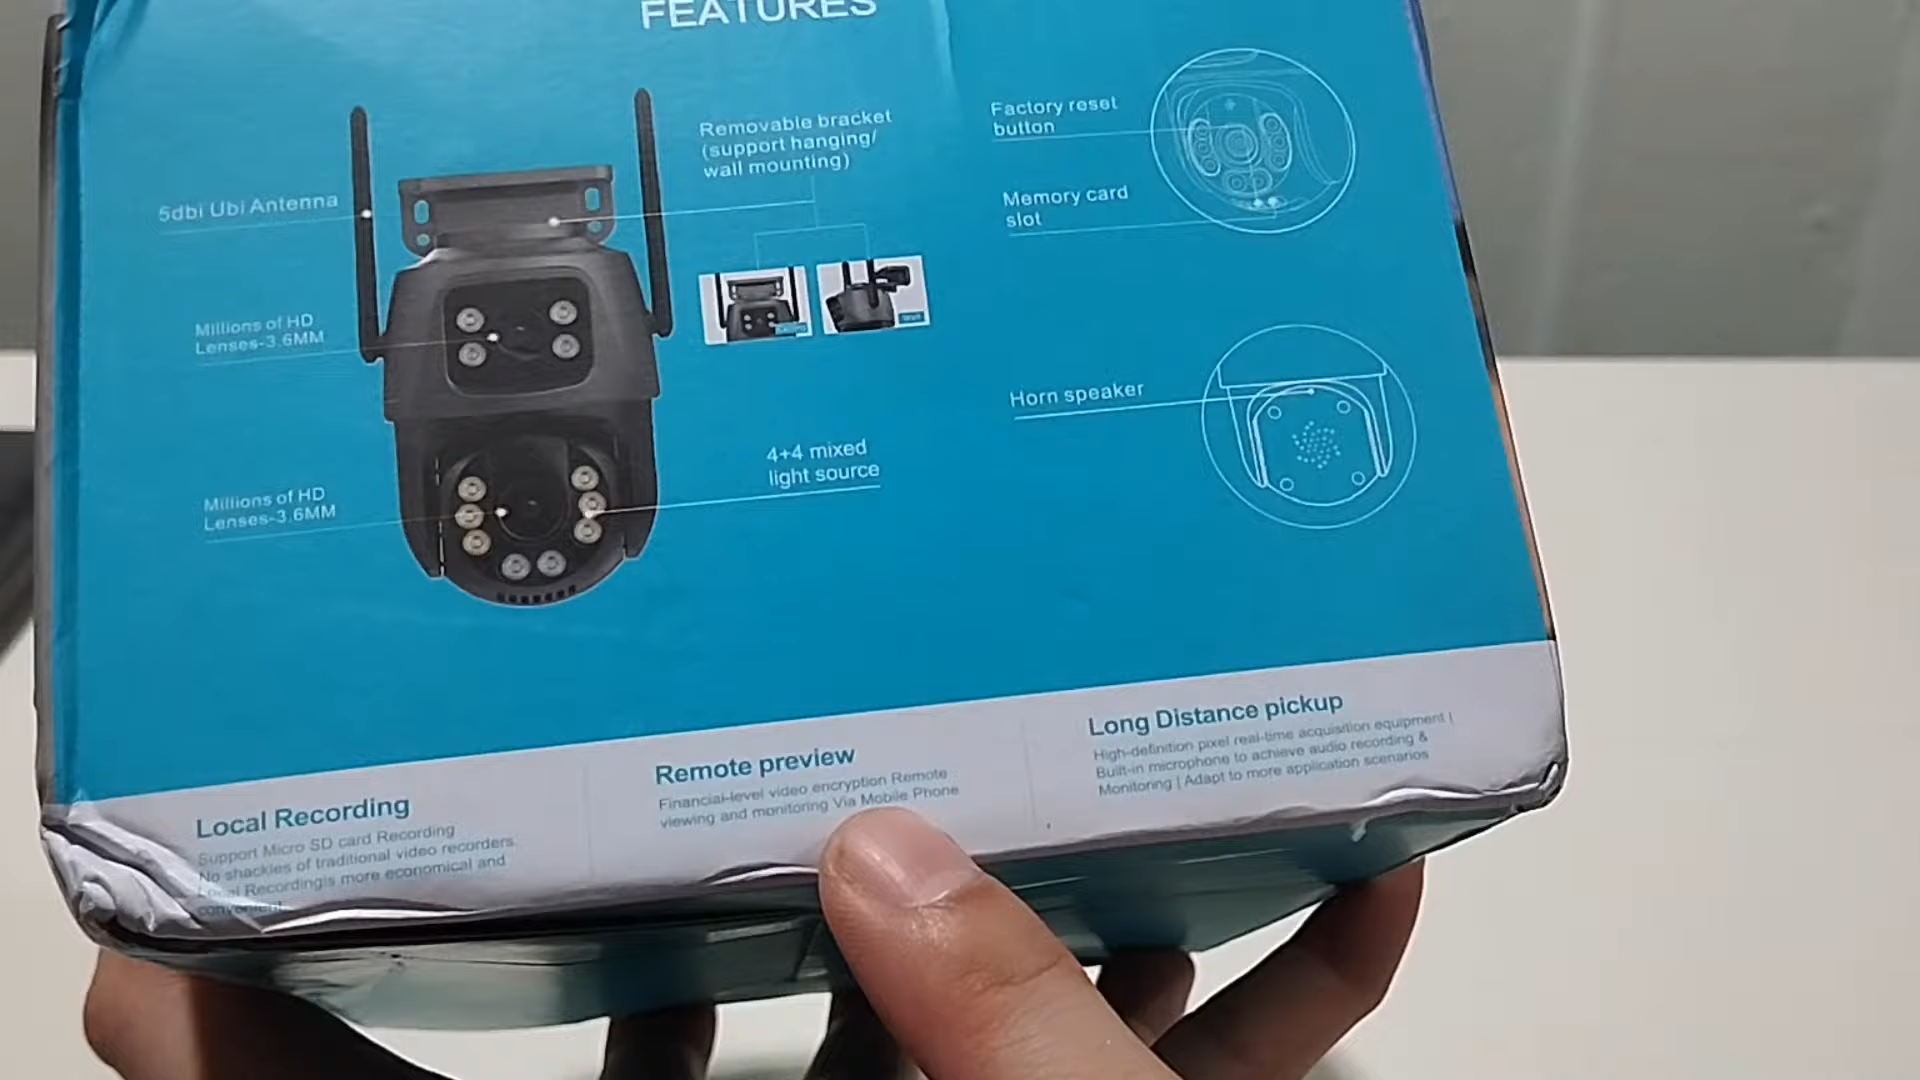 FEATURES
5dbi Ubi Antenna
Millions of HD
Lenses-3.6MM
Millions of HD
Lenses-3.6MM
Removable bracket
(support hanging/
wall mounting)
4+4 mixed
light source
Factory reset
button
Memory card
slot
Horn speaker
Local Recording
Support Micro SD card Recording
No shackles of traditional video recorders.
Local Recordingis more economical and
convenient.
Remote preview
Financial-level video encryption Remote
viewing and monitoring Via Mobile Phone
Long Distance pickup
High-definition pixel real-time acquisition equipment |
Built-in microphone to achieve audio recording &
Monitoring | Adapt to more application scenarios